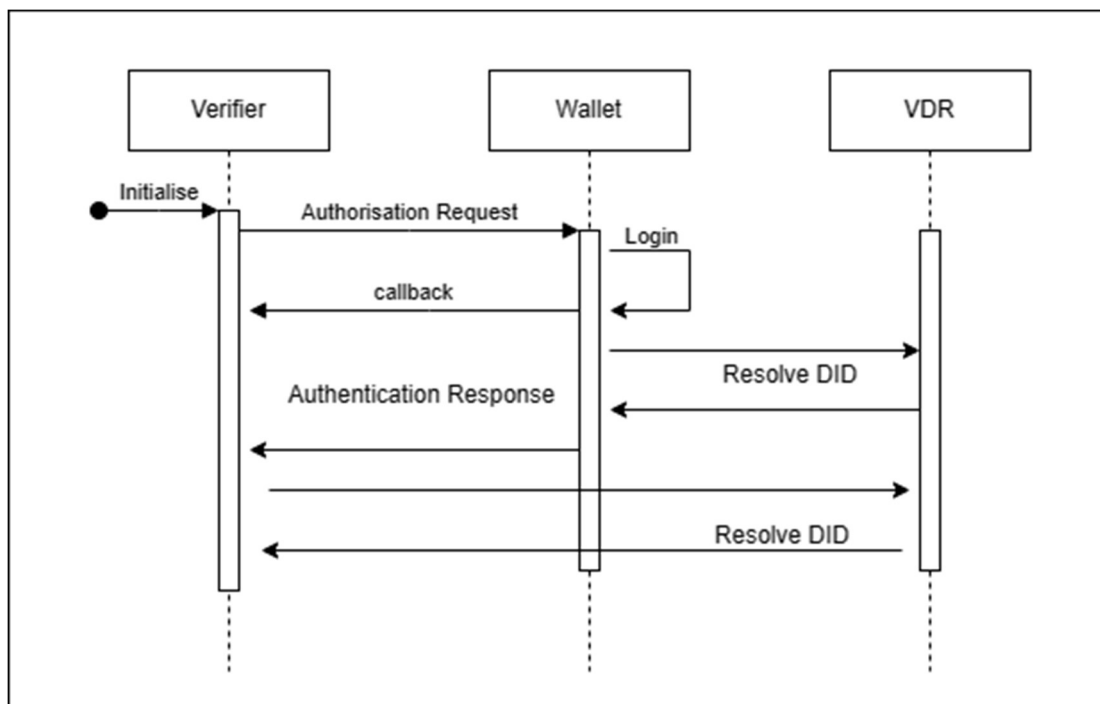 Verifier
Wallet
VDR
Initialise
Authorisation Request
Login
callback
Resolve DID
Authentication Response
Resolve DID